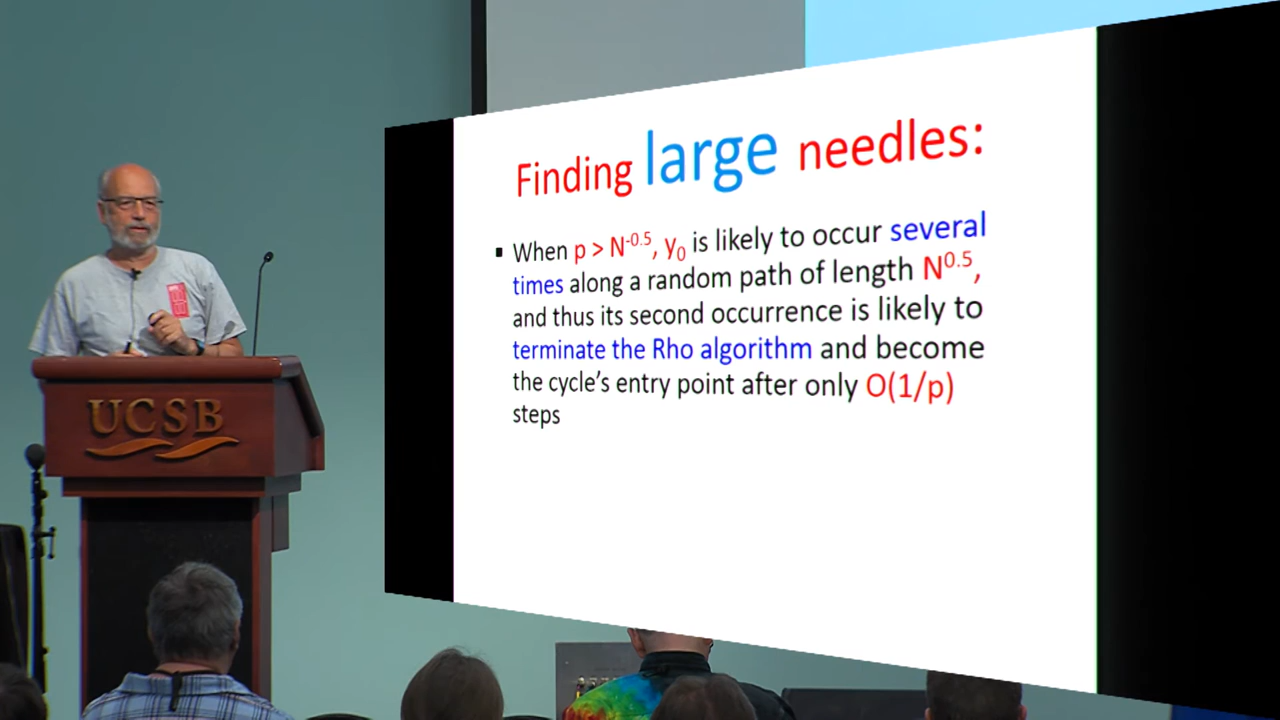 Finding large needles:
▪ When p > N^-0.5, y₀ is likely to occur several
times along a random path of length N^0.5,
and thus its second occurrence is likely to
terminate the Rho algorithm and become
the cycle's entry point after only O(1/p)
steps
UCSB